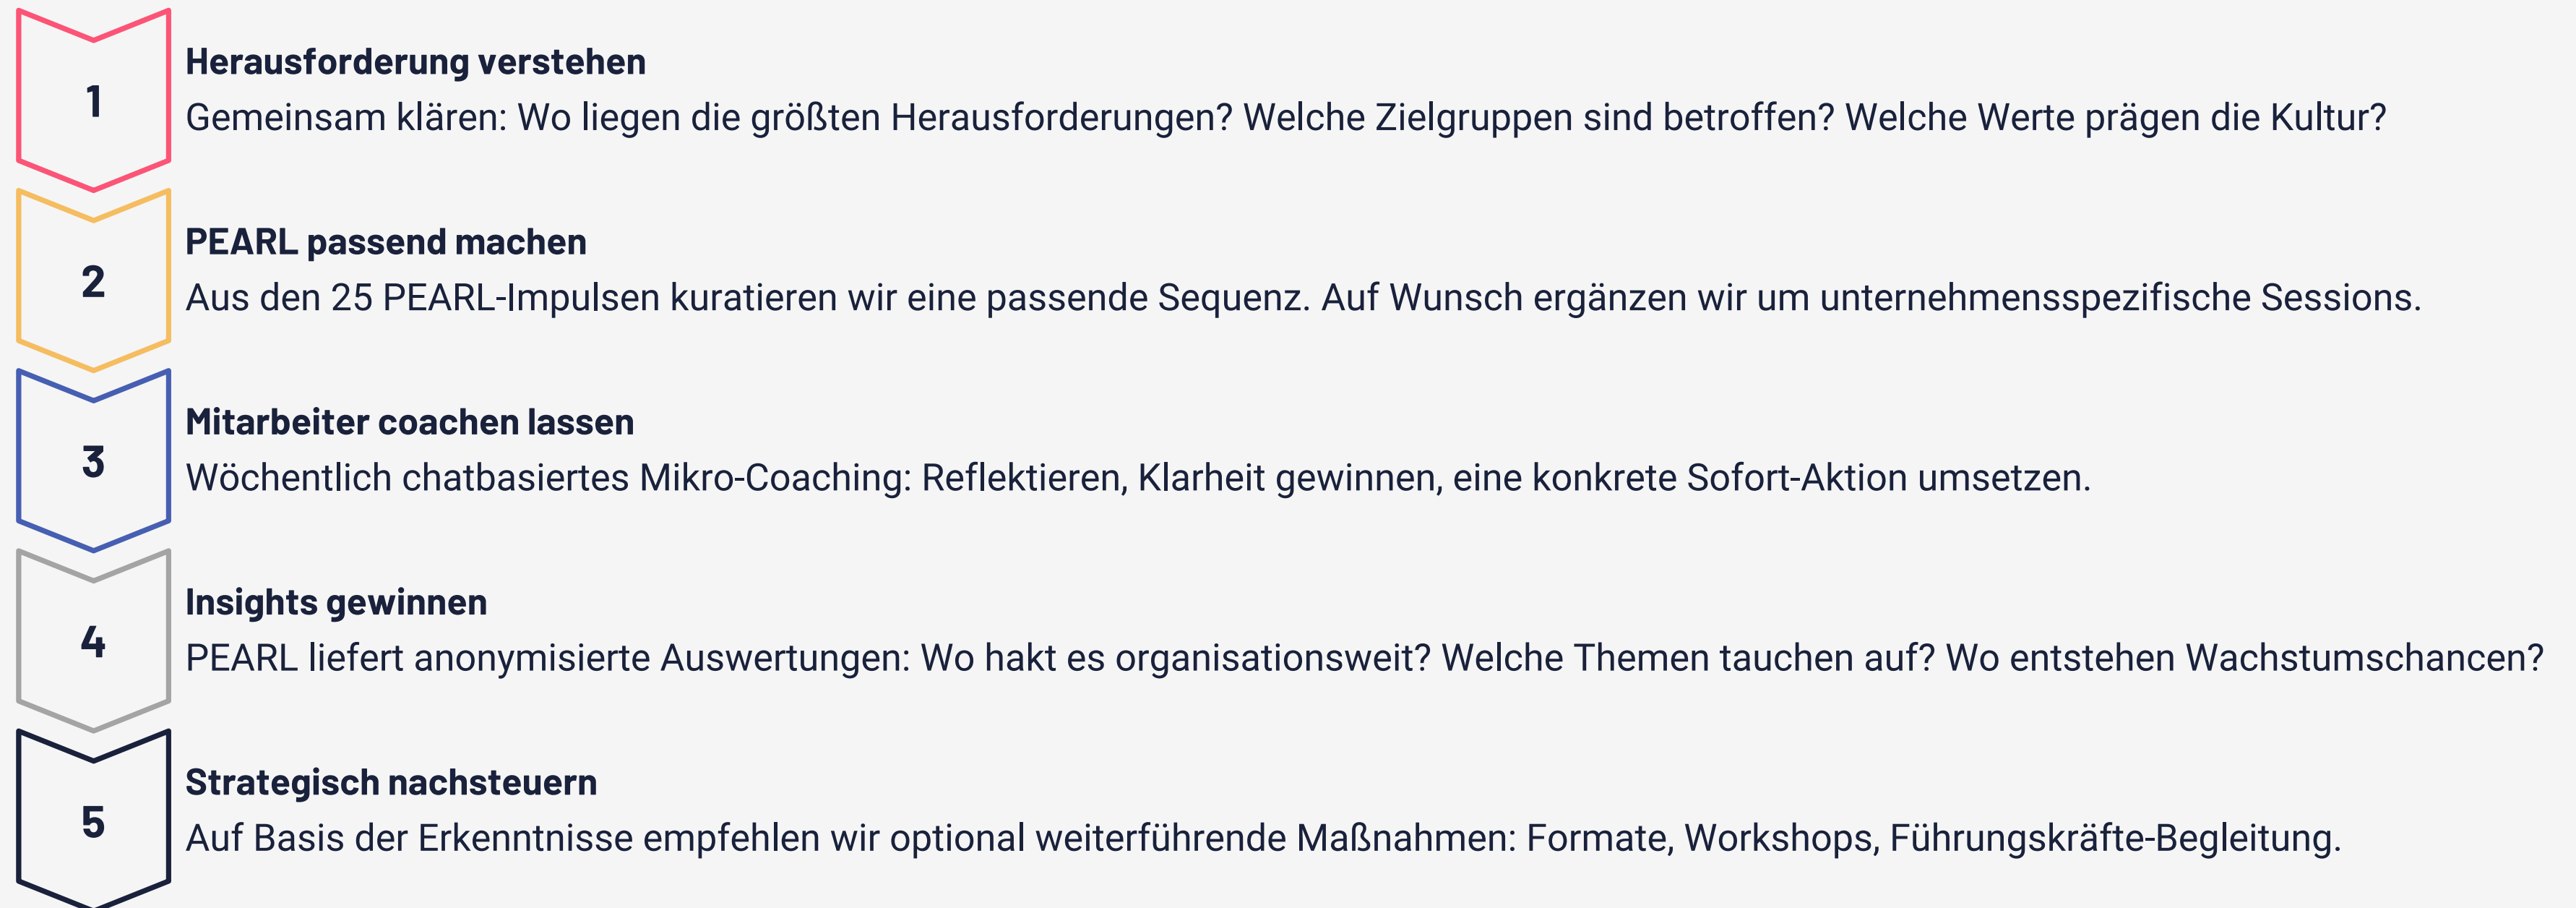 1
Herausforderung verstehen
Gemeinsam klären: Wo liegen die größten Herausforderungen? Welche Zielgruppen sind betroffen? Welche Werte prägen die Kultur?
2
PEARL passend machen
Aus den 25 PEARL-Impulsen kuratieren wir eine passende Sequenz. Auf Wunsch ergänzen wir um unternehmensspezifische Sessions.
3
Mitarbeiter coachen lassen
Wöchentlich chatbasiertes Mikro-Coaching: Reflektieren, Klarheit gewinnen, eine konkrete Sofort-Aktion umsetzen.
4
Insights gewinnen
PEARL liefert anonymisierte Auswertungen: Wo hakt es organisationsweit? Welche Themen tauchen auf? Wo entstehen Wachstumschancen?
5
Strategisch nachsteuern
Auf Basis der Erkenntnisse empfehlen wir optional weiterführende Maßnahmen: Formate, Workshops, Führungskräfte-Begleitung.